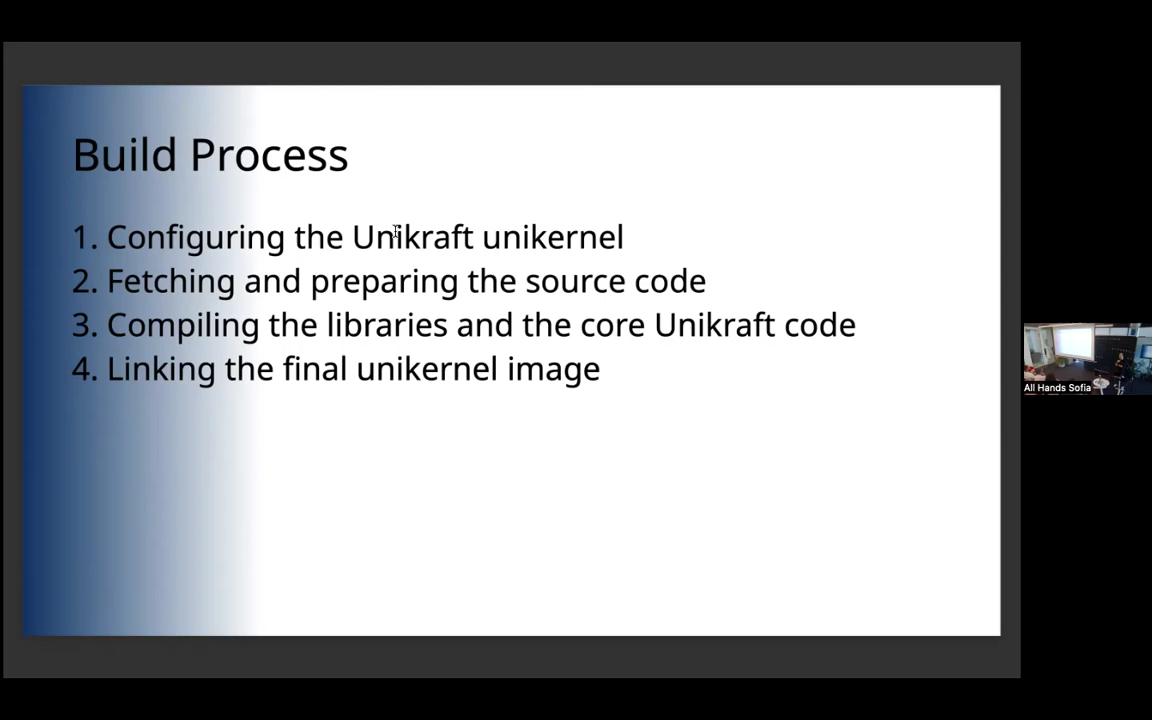 Build Process
1. Configuring the Unikraft unikernel
2. Fetching and preparing the source code
3. Compiling the libraries and the core Unikraft code
4. Linking the final unikernel image
All Hands Sofia